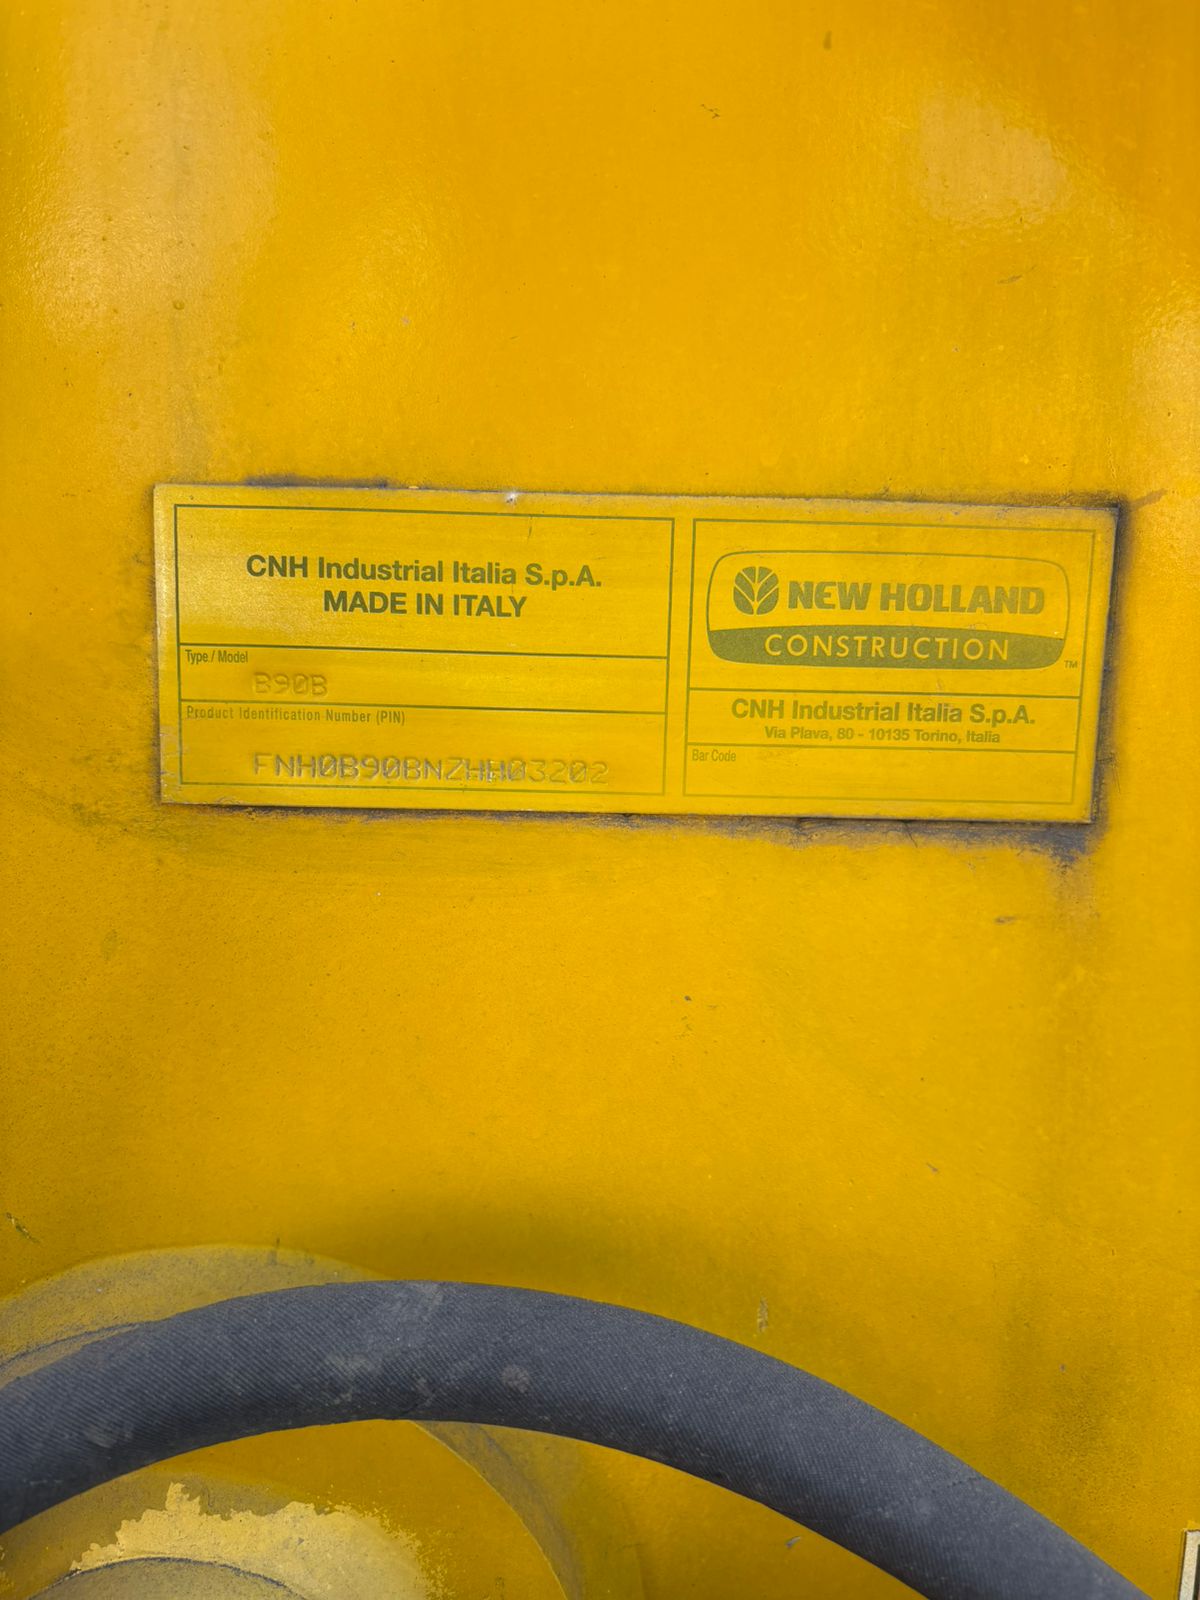 CNH Industrial Italia S.p.A.
MADE IN ITALY
Type / Model
B90B
Product Identification Number (PIN)
FNH0B90BNZHH03202
NEW HOLLAND
CONSTRUCTION
TM
CNH Industrial Italia S.p.A.
Via Plava, 80 - 10135 Torino, Italia
Bar Code